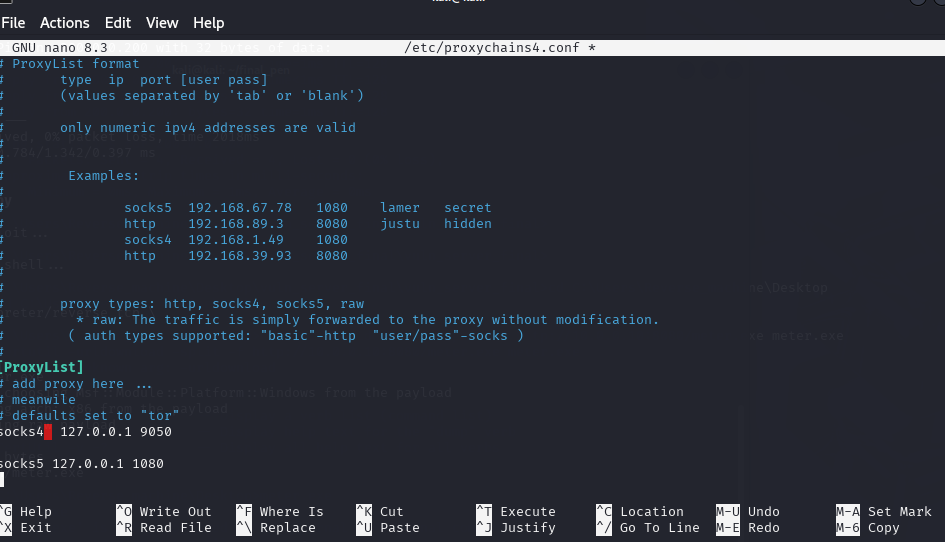 File Actions Edit View Help
GNU nano 8.3 /etc/proxychains4.conf *
# ProxyList format
# type ip port [user pass]
# (values separated by 'tab' or 'blank')
#
# only numeric ipv4 addresses are valid
#
#
# Examples:
#
# socks5 192.168.67.78 1080 lamer secret
# http 192.168.89.3 8080 justu hidden
# socks4 192.168.1.49 1080
# http 192.168.39.93 8080
#
#
# proxy types: http, socks4, socks5, raw
# * raw: The traffic is simply forwarded to the proxy without modification.
# ( auth types supported: "basic"-http "user/pass"-socks )
#
[ProxyList]
# add proxy here ...
# meanwile
# defaults set to "tor"
socks4 127.0.0.1 9050
socks5 127.0.0.1 1080
^G Help ^O Write Out ^F Where Is ^K Cut ^T Execute ^C Location M-U Undo M-A Set Mark
^X Exit ^R Read File ^\ Replace ^U Paste ^J Justify ^/ Go To Line M-E Redo M-6 Copy